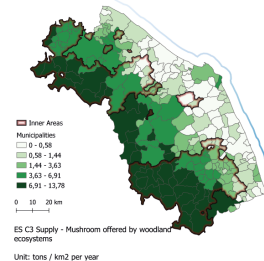 Inner Areas
Municipalities
0 - 0,58
0,58 - 1,44
1,44 - 3,63
3,63 - 6,91
6,91 - 13,78
0 10 20 km
ES C3 Supply - Mushroom offered by woodland
ecosystems
Unit: tons / km2 per year